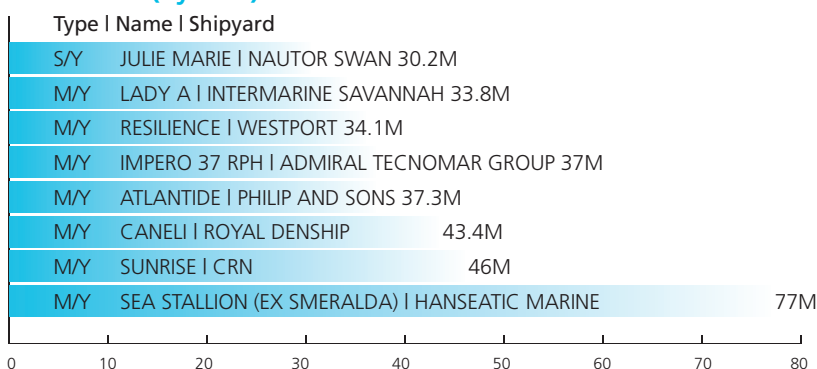 Type | Name | Shipyard
S/Y JULIE MARIE | NAUTOR SWAN 30.2M
M/Y LADY A | INTERMARINE SAVANNAH 33.8M
M/Y RESILIENCE | WESTPORT 34.1M
M/Y IMPERO 37 RPH | ADMIRAL TECNOMAR GROUP 37M
M/Y ATLANTIDE | PHILIP AND SONS 37.3M
M/Y CANELI | ROYAL DENSHIP 43.4M
M/Y SUNRISE | CRN 46M
M/Y SEA STALLION (EX SMERALDA) | HANSEATIC MARINE 77M
0 10 20 30 40 50 60 70 80